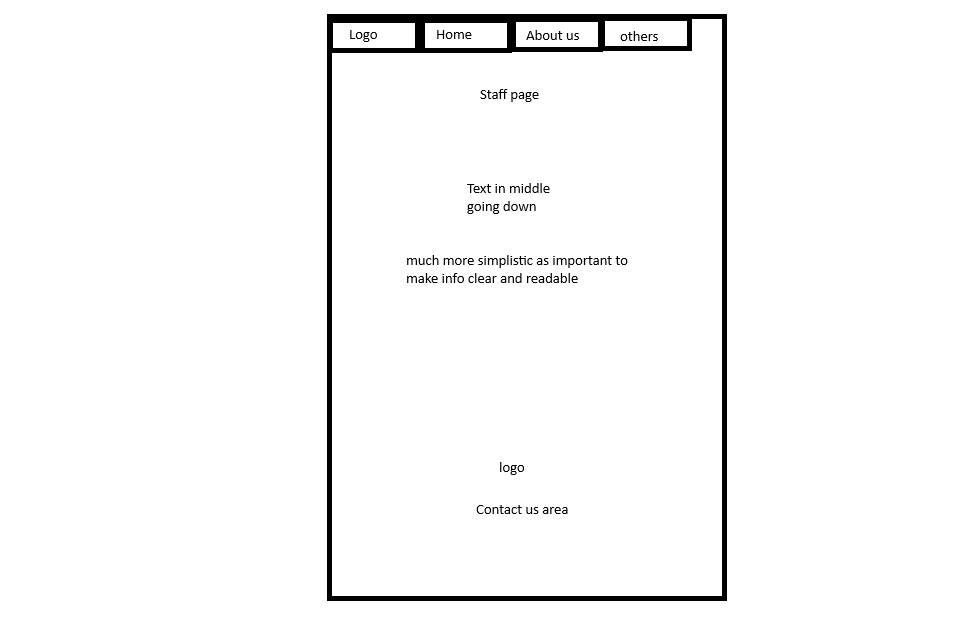 Logo
Home
About us
others
Staff page
Text in middle
going down
much more simplistic as important to
make info clear and readable
logo
Contact us area